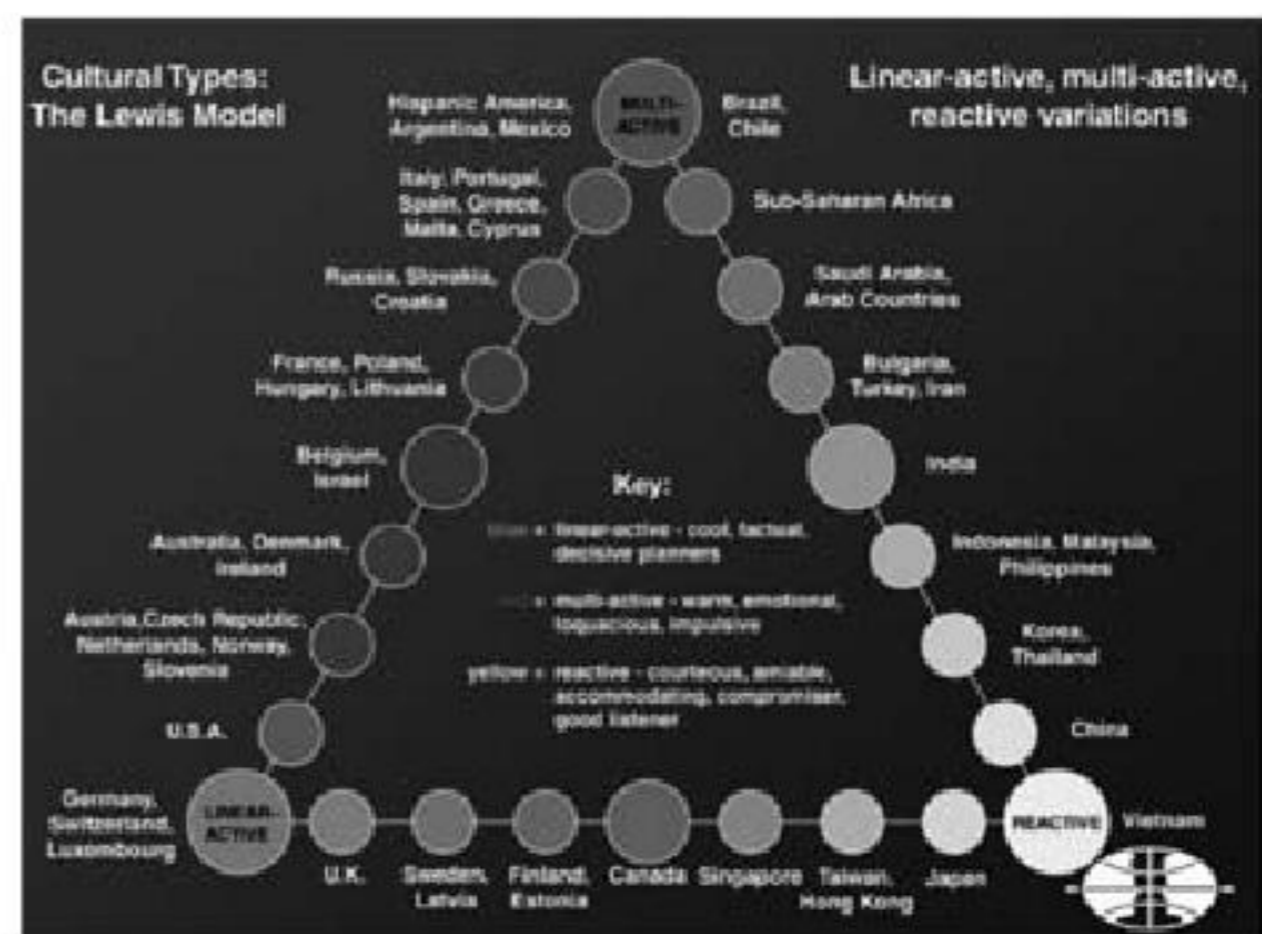 Cultural Types:
The Lewis Model
Linear-active, multi-active,
reactive variations
MULTI-
ACTIVE
Hispanic America,
Argentina, Mexico
Brazil,
Chile
Italy, Portugal,
Spain, Greece,
Malta, Cyprus
Sub-Saharan Africa
Russia, Slovakia,
Croatia
Saudi Arabia,
Arab Countries
France, Poland,
Hungary, Lithuania
Bulgaria,
Turkey, Iran
Belgium,
Israel
India
Australia, Denmark,
Ireland
Indonesia, Malaysia,
Philippines
Austria,Czech Republic,
Netherlands, Norway,
Slovenia
Korea,
Thailand
U.S.A.
China
Germany,
Switzerland,
Luxembourg
LINEAR-
ACTIVE
REACTIVE
Vietnam
U.K.
Sweden,
Latvia
Finland,
Estonia
Canada
Singapore
Taiwan,
Hong Kong
Japan
Key:
blue = linear-active - cool, factual,
decisive planners
red = multi-active - warm, emotional,
loquacious, impulsive
yellow = reactive - courteous, amiable,
accommodating, compromiser,
good listener